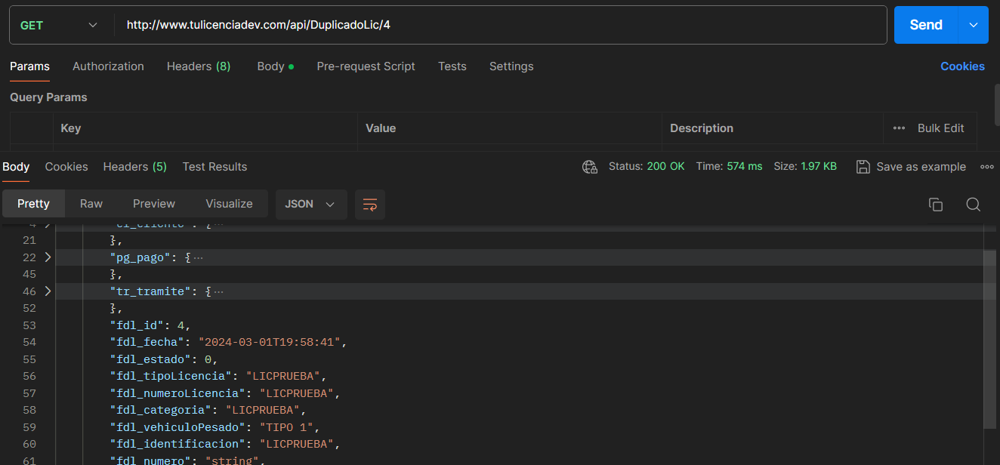 GET http://www.tulicenciadev.com/api/DuplicadoLic/4 Send
Params Authorization Headers (8) Body Pre-request Script Tests Settings Cookies
Query Params
Key Value Description Bulk Edit
Body Cookies Headers (5) Test Results Status: 200 OK Time: 574 ms Size: 1.97 KB Save as example
Pretty Raw Preview Visualize JSON
4 "cl_cliente": {
21 },
22 "pg_pago": {
45 },
46 "tr_tramite": {
52 },
53 "fdl_id": 4,
54 "fdl_fecha": "2024-03-01T19:58:41",
55 "fdl_estado": 0,
56 "fdl_tipoLicencia": "LICPRUEBA",
57 "fdl_numeroLicencia": "LICPRUEBA",
58 "fdl_categoria": "LICPRUEBA",
59 "fdl_vehiculoPesado": "TIPO 1",
60 "fdl_identificacion": "LICPRUEBA",
61 "fdl_numero": "string",